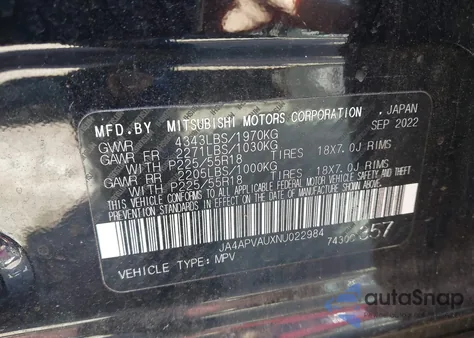 MFD.BY MITSUBISHI MOTORS CORPORATION , JAPAN
GVWR 4343LBS/1970KG SEP 2022
GAWR FR 2271LBS/1030KG
WITH P225/55R18 TIRES 18X7.0J RIMS
GAWR RR 2205LBS/1000KG
WITH P225/55R18 TIRES 18X7.0J RIMS
THIS VEHICLE CONFORMS TO ALL APPLICABLE FEDERAL MOTOR VEHICLE SAFETY, BUMPER, AND THEFT
PREVENTION STANDARDS IN EFFECT ON THE DATE OF MANUFACTURE SHOWN ABOVE.
JA4APVAUXNU022984
357
VEHICLE TYPE: MPV
autoSnap